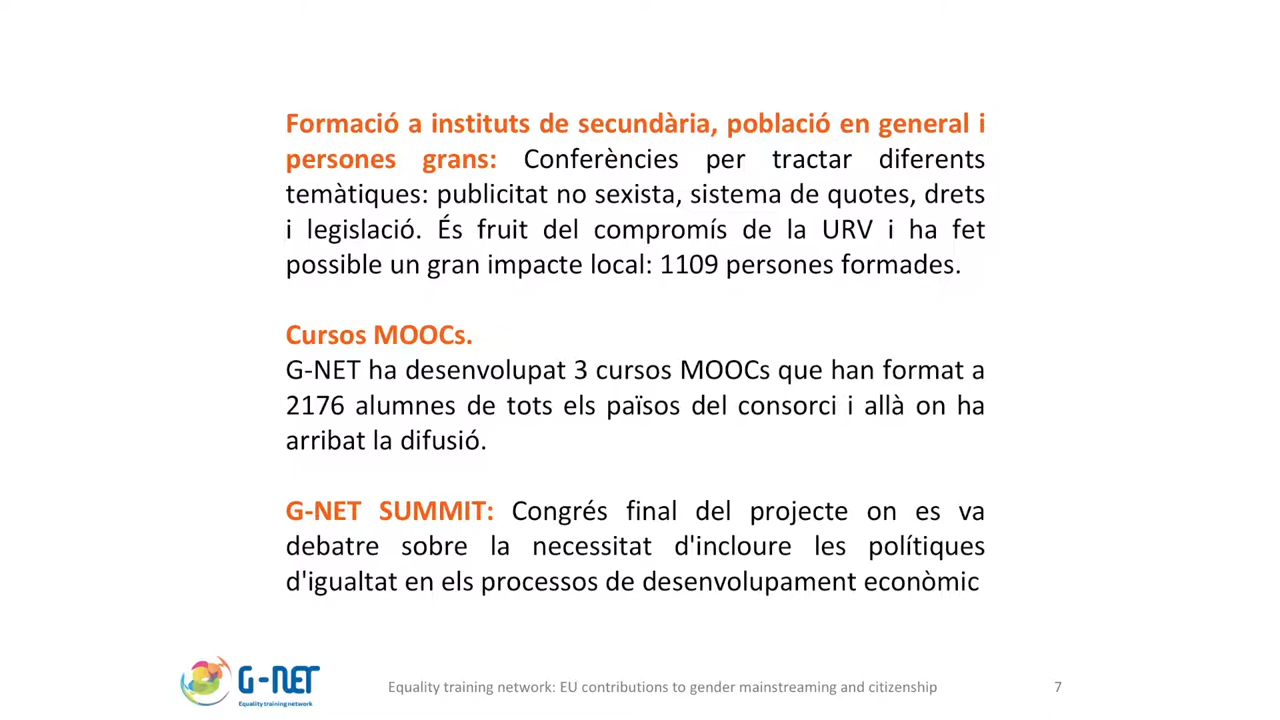 Formació a instituts de secundària, població en general i
persones grans: Conferències per tractar diferents
temàtiques: publicitat no sexista, sistema de quotes, drets
i legislació. És fruit del compromís de la URV i ha fet
possible un gran impacte local: 1109 persones formades.
Cursos MOOCs.
G-NET ha desenvolupat 3 cursos MOOCs que han format a
2176 alumnes de tots els països del consorci i allà on ha
arribat la difusió.
G-NET SUMMIT: Congrés final del projecte on es va
debatre sobre la necessitat d'incloure les polítiques
d'igualtat en els processos de desenvolupament econòmic
G-NET
Equality training network
Equality training network: EU contributions to gender mainstreaming and citizenship
7